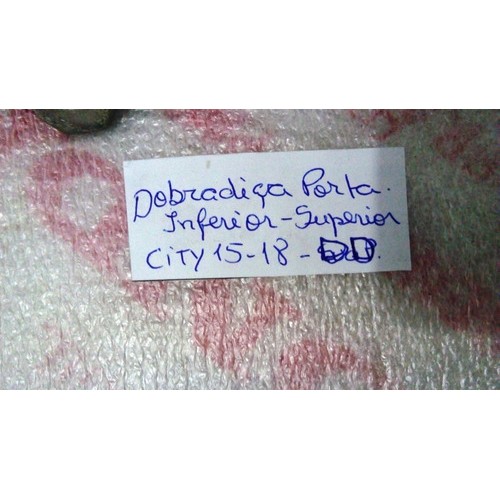 Dobradiça Porta.
Inferior-Superior
CITY 15-18-DD